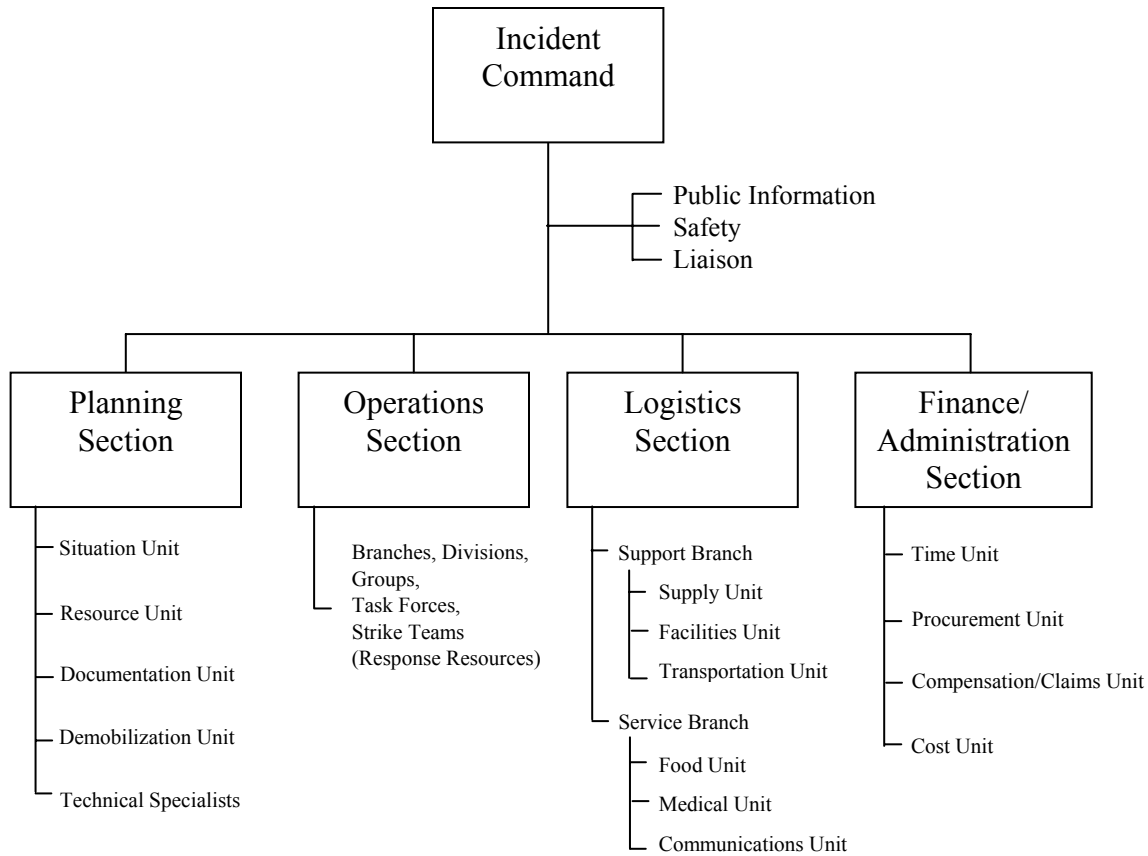 Incident
Command
Public Information
Safety
Liaison
Planning
Section
Situation Unit
Resource Unit
Documentation Unit
Demobilization Unit
Technical Specialists
Operations
Section
Branches, Divisions,
Groups,
Task Forces,
Strike Teams
(Response Resources)
Logistics
Section
Support Branch
Supply Unit
Facilities Unit
Transportation Unit
Service Branch
Food Unit
Medical Unit
Communications Unit
Finance/
Administration
Section
Time Unit
Procurement Unit
Compensation/Claims Unit
Cost Unit